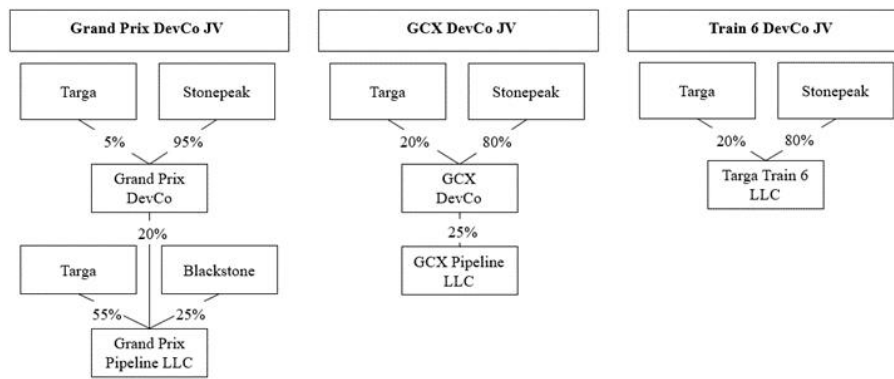 Grand Prix DevCo JV
GCX DevCo JV
Train 6 DevCo JV
Targa
Stonepeak
Targa
Stonepeak
Targa
Stonepeak
5%
95%
20%
80%
20%
80%
Grand Prix
DevCo
GCX
DevCo
Targa Train 6
LLC
20%
25%
Targa
Blackstone
GCX Pipeline
LLC
55%
25%
Grand Prix
Pipeline LLC